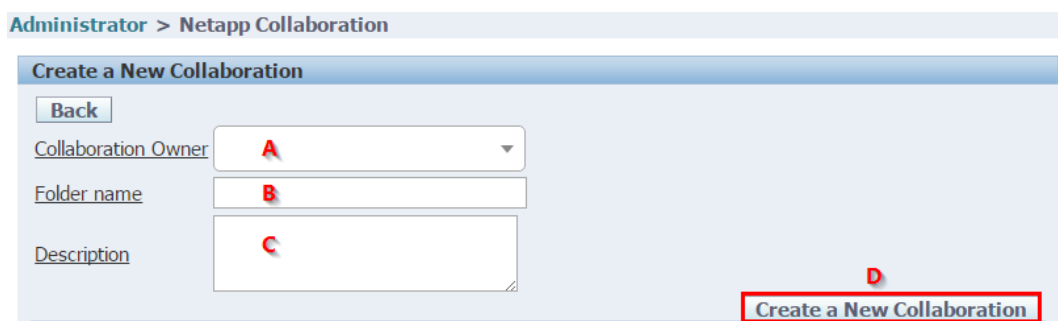 Administrator > Netapp Collaboration
Create a New Collaboration
Back
Collaboration Owner A
Folder name B
Description C
D
Create a New Collaboration